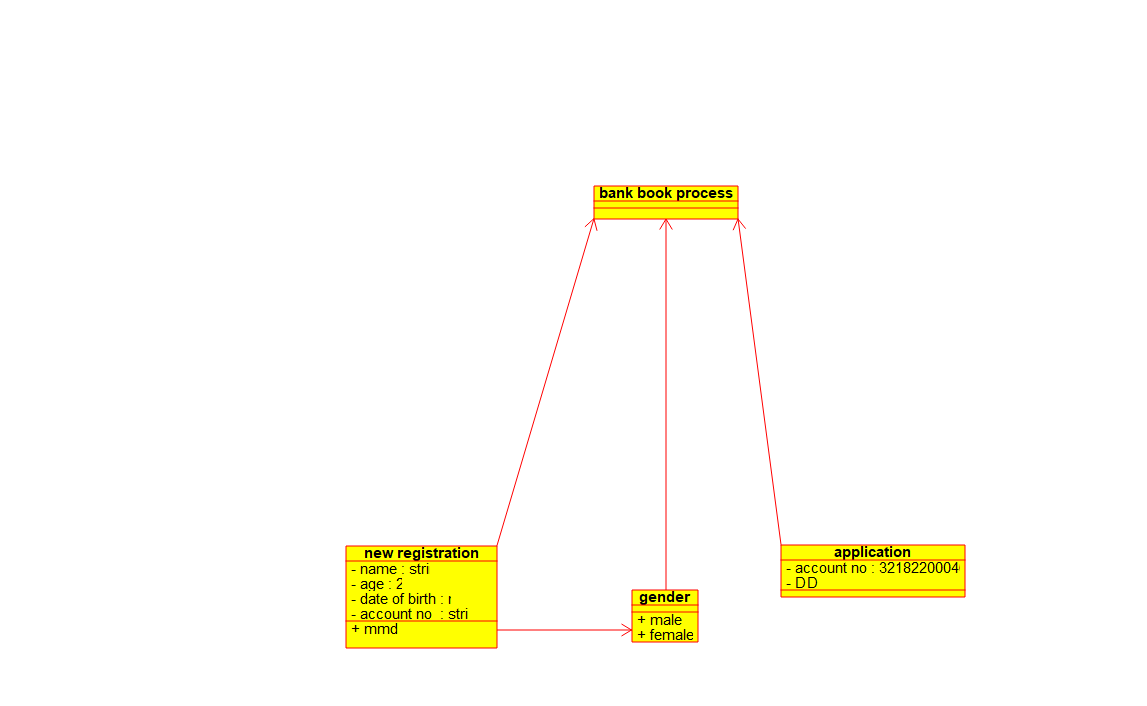 bank book process
new registration
- name : stri
- age : 2
- date of birth : r
- account no  : stri
+ mmd
gender
+ male
+ female
application
- account no : 3218220004
- DD